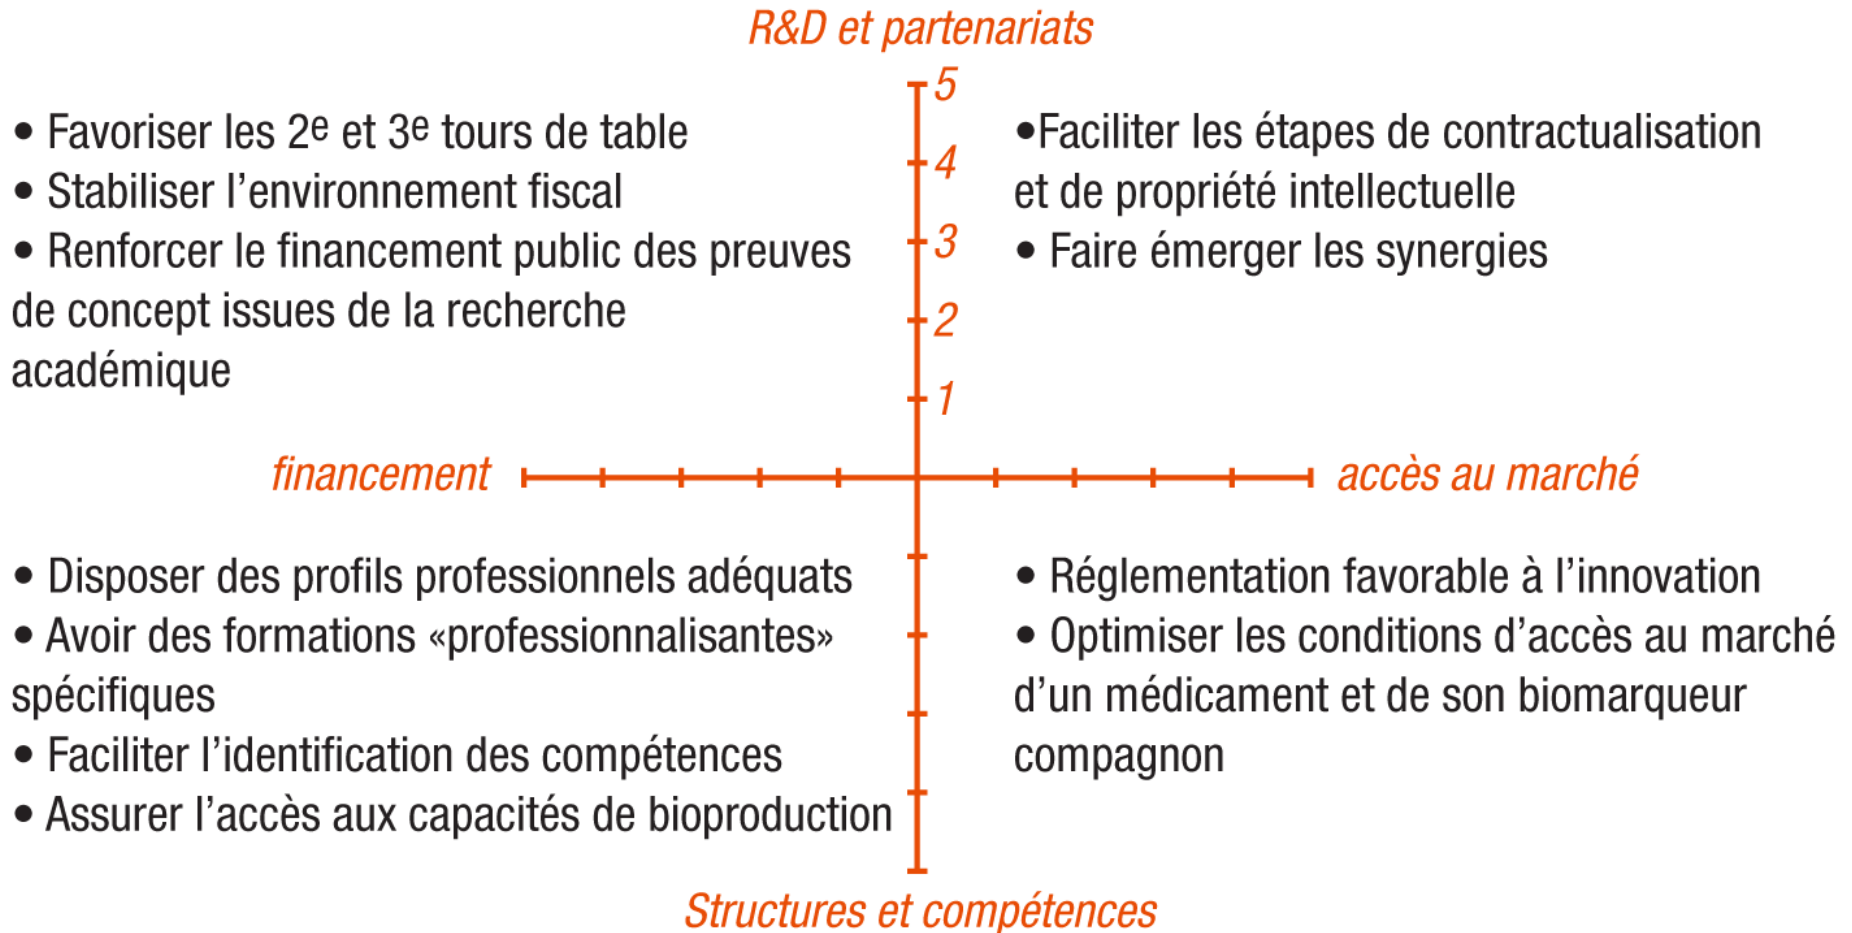 R&D et partenariats
5
4
3
2
1
• Favoriser les 2e et 3e tours de table
• Stabiliser l’environnement fiscal
• Renforcer le financement public des preuves
de concept issues de la recherche
académique
•Faciliter les étapes de contractualisation
et de propriété intellectuelle
• Faire émerger les synergies
financement
accès au marché
• Disposer des profils professionnels adéquats
• Avoir des formations «professionnalisantes»
spécifiques
• Faciliter l’identification des compétences
• Assurer l’accès aux capacités de bioproduction
• Réglementation favorable à l’innovation
• Optimiser les conditions d’accès au marché
d’un médicament et de son biomarqueur
compagnon
Structures et compétences